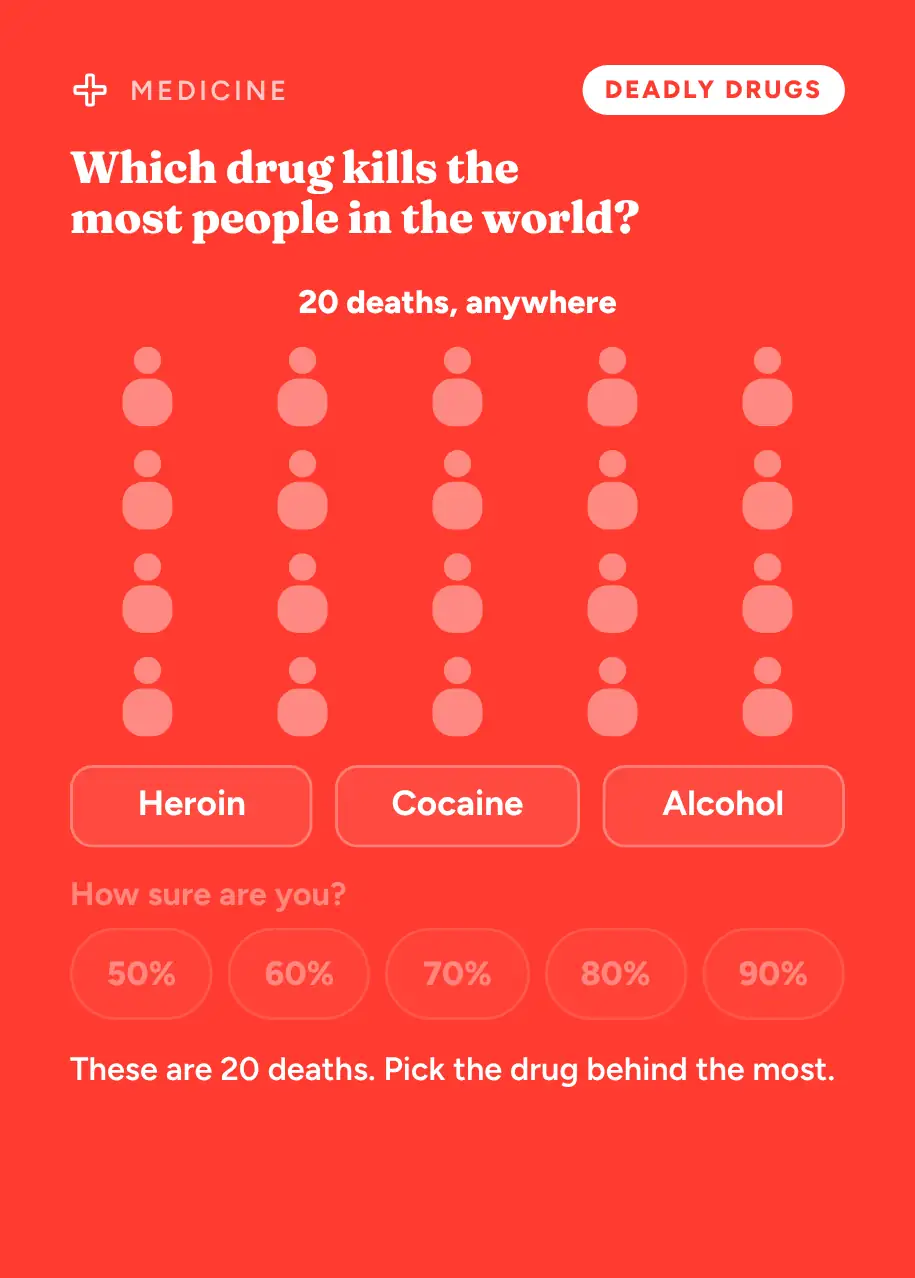 MEDICINE
DEADLY DRUGS
Which drug kills the
most people in the world?
20 deaths, anywhere
Heroin
Cocaine
Alcohol
How sure are you?
50%
60%
70%
80%
90%
These are 20 deaths. Pick the drug behind the most.